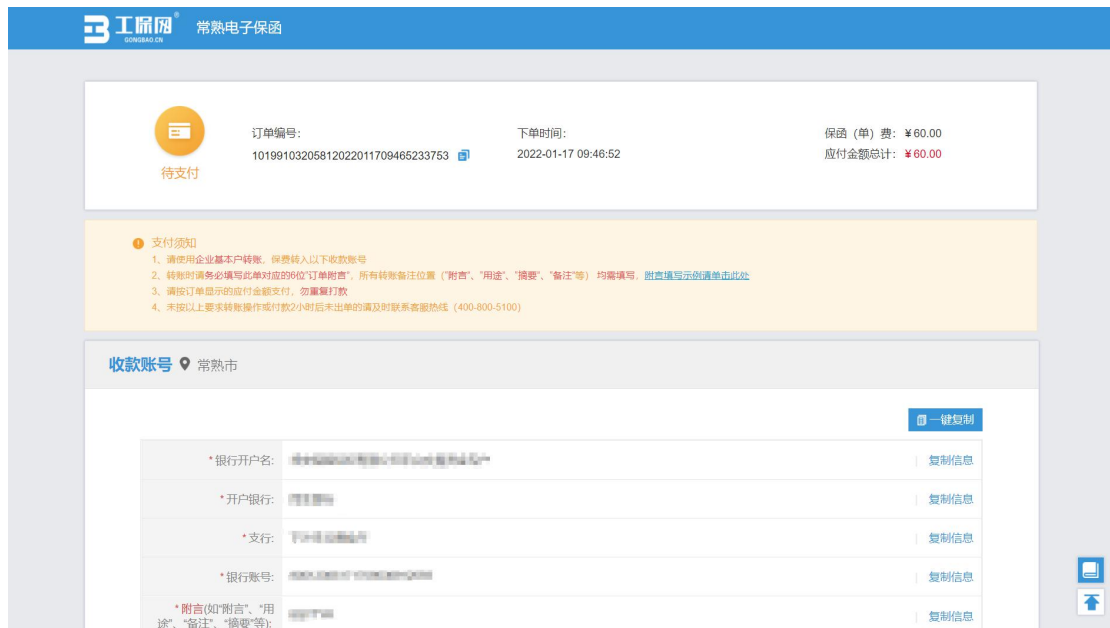 工保网®
GONGBAO.CN
常熟电子保函
待支付
订单编号：
10199103205812022011709465233753
下单时间：
2022-01-17 09:46:52
保函（单）费：￥60.00
应付金额总计：￥60.00
支付须知
1、请使用企业基本户转账，保费转入以下收款账号
2、转账时请务必填写此单对应的6位“订单附言”，所有转账备注位置（“附言”、“用途”、“摘要”、“备注”等） 均需填写，附言填写示例请单击此处
3、请按订单显示的应付金额支付，勿重复打款
4、未按以上要求转账操作或付款2小时后未出单的请及时联系客服热线（400-800-5100）
收款账号 常熟市
一键复制
*银行开户名： 复制信息
*开户银行： 复制信息
*支行： 复制信息
*银行账号： 复制信息
*附言(如“附言”、“用
途”、“备注”、“摘要”等)： 复制信息